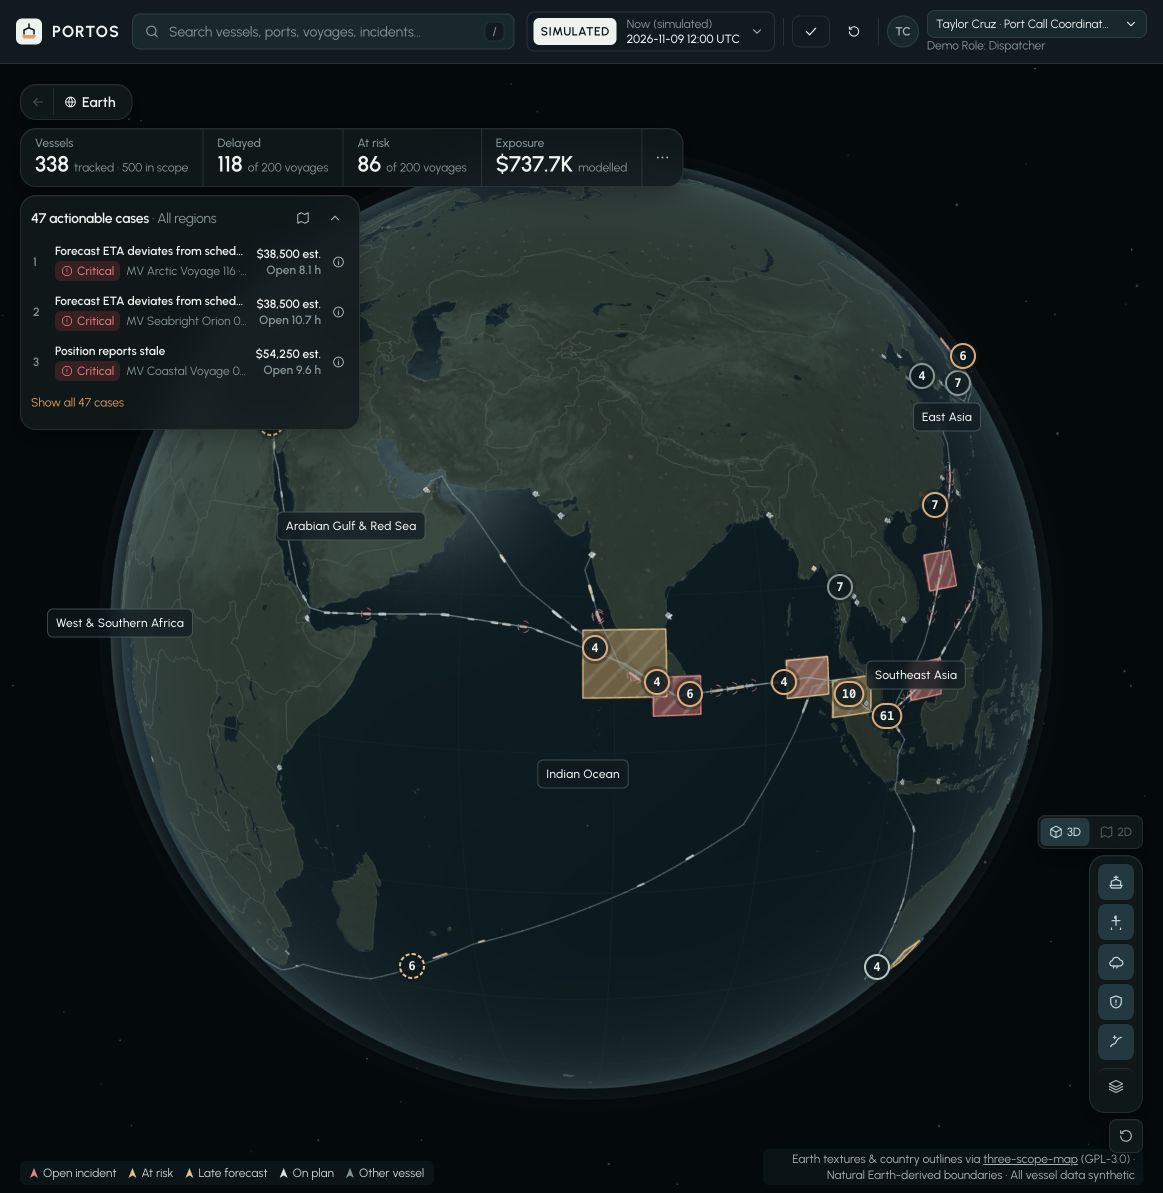 PORTOS
Search vessels, ports, voyages, incidents…
/
SIMULATED
Now (simulated)
2026-11-09 12:00 UTC
TC
Taylor Cruz · Port Call Coordinat…
Demo Role: Dispatcher
Earth
Vessels
338 tracked · 500 in scope
Delayed
118 of 200 voyages
At risk
86 of 200 voyages
Exposure
$737.7K modelled
47 actionable cases · All regions
1
Forecast ETA deviates from sched…
$38,500 est.
Critical
MV Arctic Voyage 116 ·…
Open 8.1 h
2
Forecast ETA deviates from sched…
$38,500 est.
Critical
MV Seabright Orion 0…
Open 10.7 h
3
Position reports stale
$54,250 est.
Critical
MV Coastal Voyage 0…
Open 9.6 h
Show all 47 cases
6
4
7
East Asia
7
Arabian Gulf & Red Sea
7
West & Southern Africa
4
4
6
4
10
Southeast Asia
61
Indian Ocean
3D
2D
6
4
Open incident
At risk
Late forecast
On plan
Other vessel
Earth textures & country outlines via three-scope-map (GPL-3.0) ·
Natural Earth-derived boundaries · All vessel data synthetic